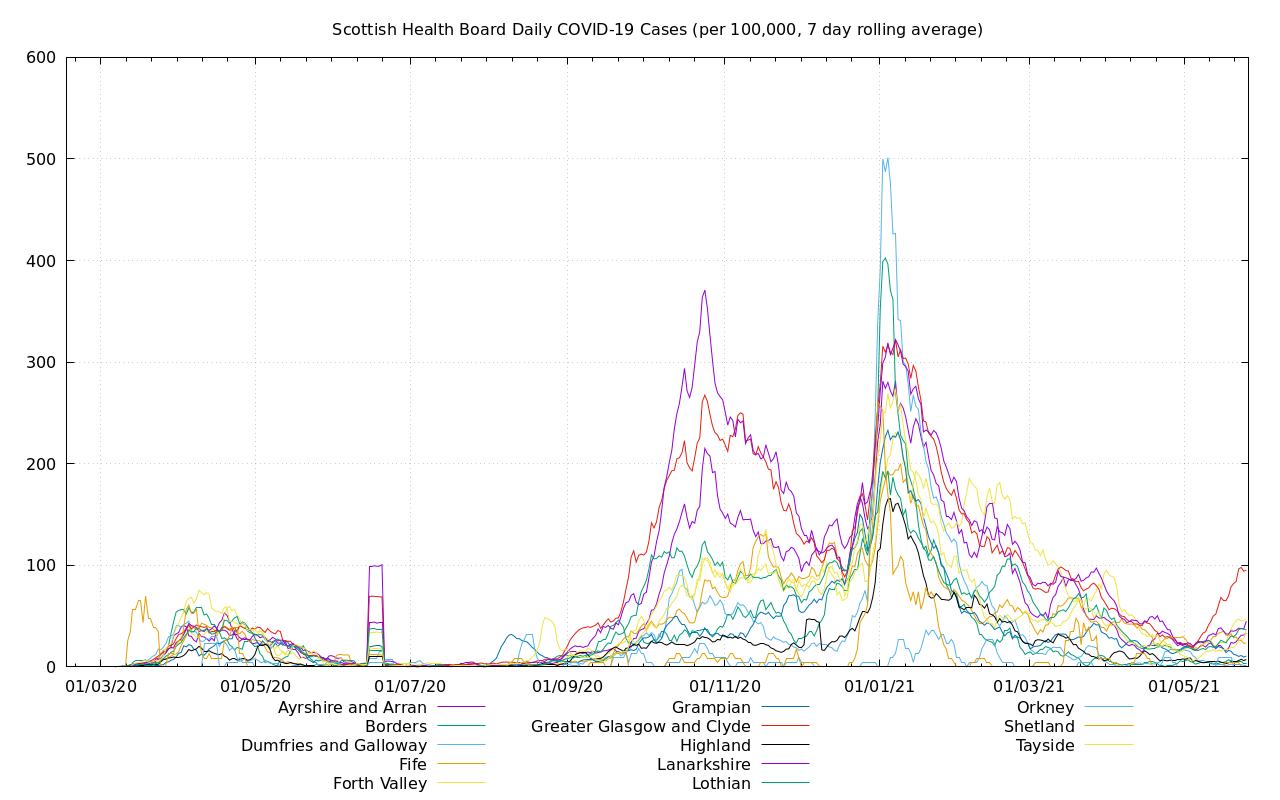 Scottish Health Board Daily COVID-19 Cases (per 100,000, 7 day rolling average)
600
500
400
300
200
100
0
01/03/20 01/05/20 01/07/20 01/09/20 01/11/20 01/01/21 01/03/21 01/05/21
Ayrshire and Arran Grampian Orkney
Borders Greater Glasgow and Clyde Shetland
Dumfries and Galloway Highland Tayside
Fife Lanarkshire
Forth Valley Lothian